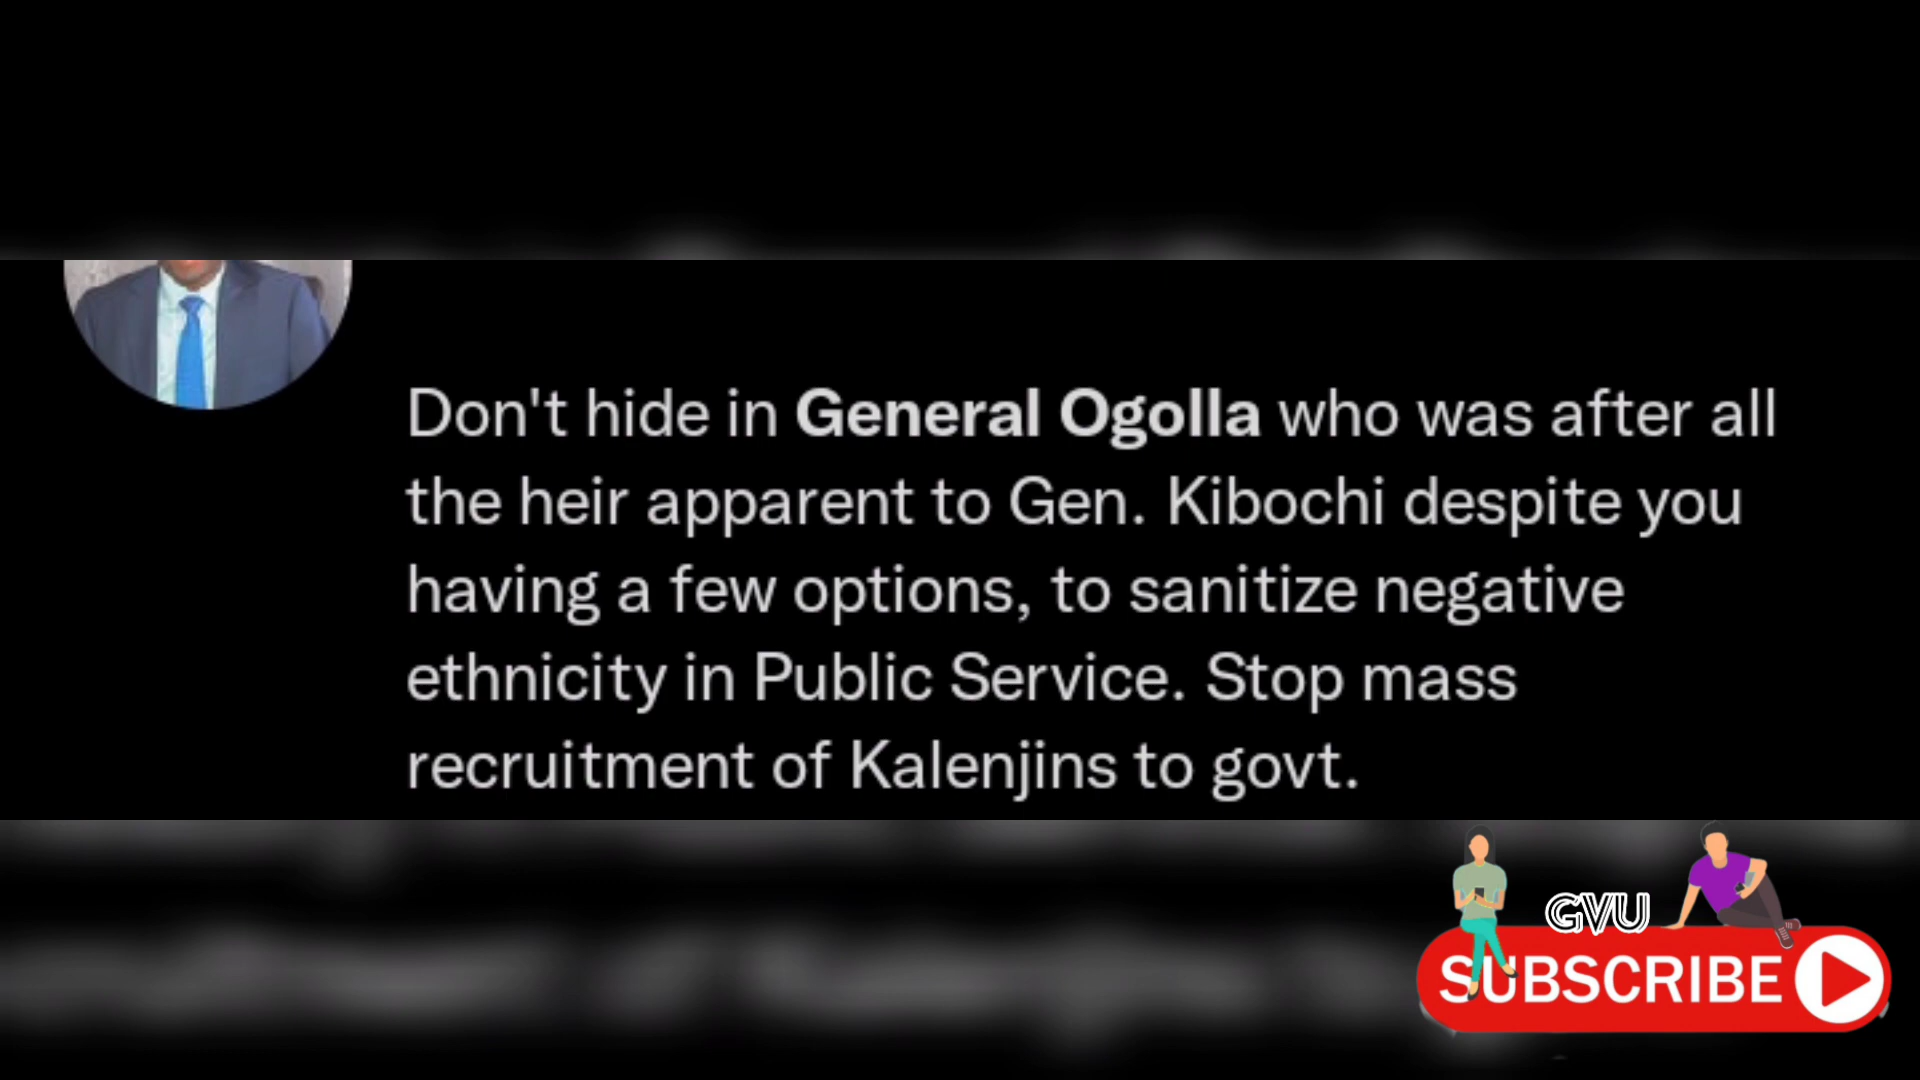 Don't hide in General Ogolla who was after all
the heir apparent to Gen. Kibochi despite you
having a few options, to sanitize negative
ethnicity in Public Service. Stop mass
recruitment of Kalenjins to govt.
GVU
SUBSCRIBE